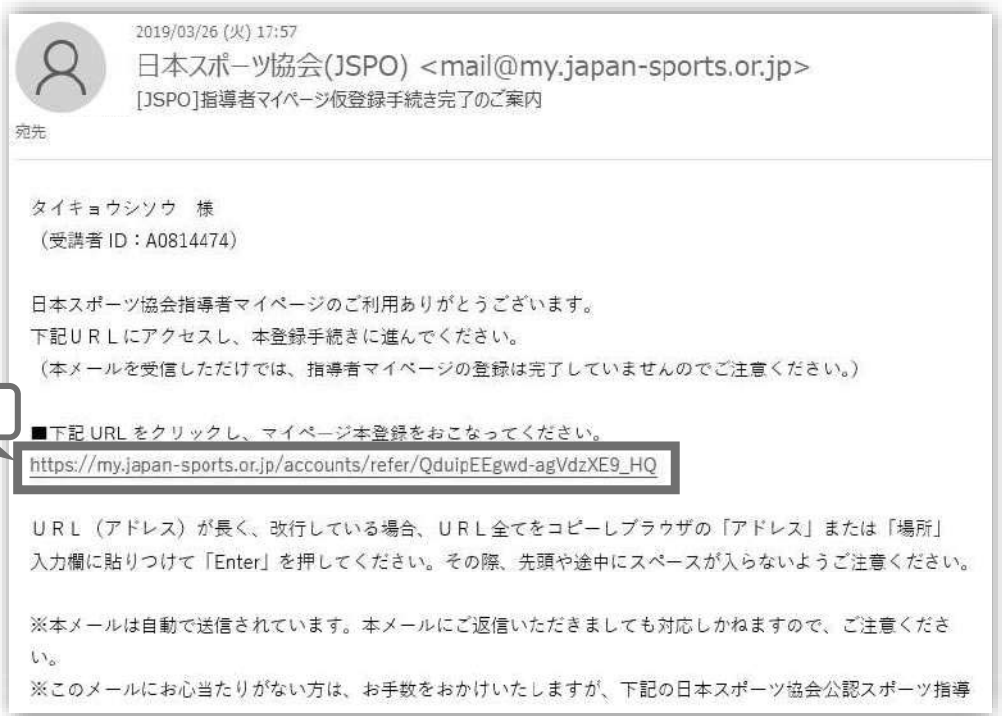 2019/03/26 (火) 17:57
日本スポーツ協会(JSPO) <mail@my.japan-sports.or.jp>
[JSPO]指導者マイページ仮登録手続き完了のご案内
宛先
タイキョウシソウ　様
（受講者 ID：A0814474）
日本スポーツ協会指導者マイページのご利用ありがとうございます。
下記ＵＲＬにアクセスし、本登録手続きに進んでください。
（本メールを受信しただけでは、指導者マイページの登録は完了していませんのでご注意ください。）
■下記 URL をクリックし、マイページ本登録をおこなってください。
https://my.japan-sports.or.jp/accounts/refer/QduipEEgwd-agVdzXE9_HQ
ＵＲＬ（アドレス）が長く、改行している場合、ＵＲＬ全てをコピーしブラウザの「アドレス」または「場所」
入力欄に貼りつけて「Enter」を押してください。その際、先頭や途中にスペースが入らないようご注意ください。
※本メールは自動で送信されています。本メールにご返信いただきましても対応しかねますので、ご注意くださ
い。
※このメールにお心当たりがない方は、お手数をおかけいたしますが、下記の日本スポーツ協会公認スポーツ指導